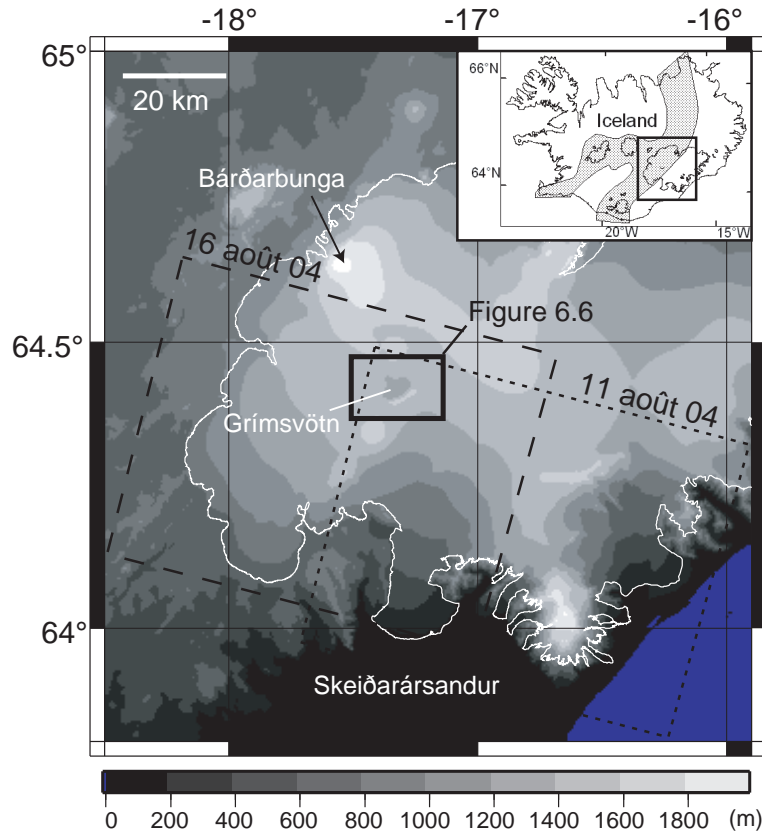 -18° -17° -16°
65°
20 km
66°N
Iceland
64°N
20°W
15°W
Bárðarbunga
16 août 04
Figure 6.6
64.5°
11 août 04
Grímsvötn
64°
Skeiðarársandur
0 200 400 600 800 1000 1200 1400 1600 1800 (m)